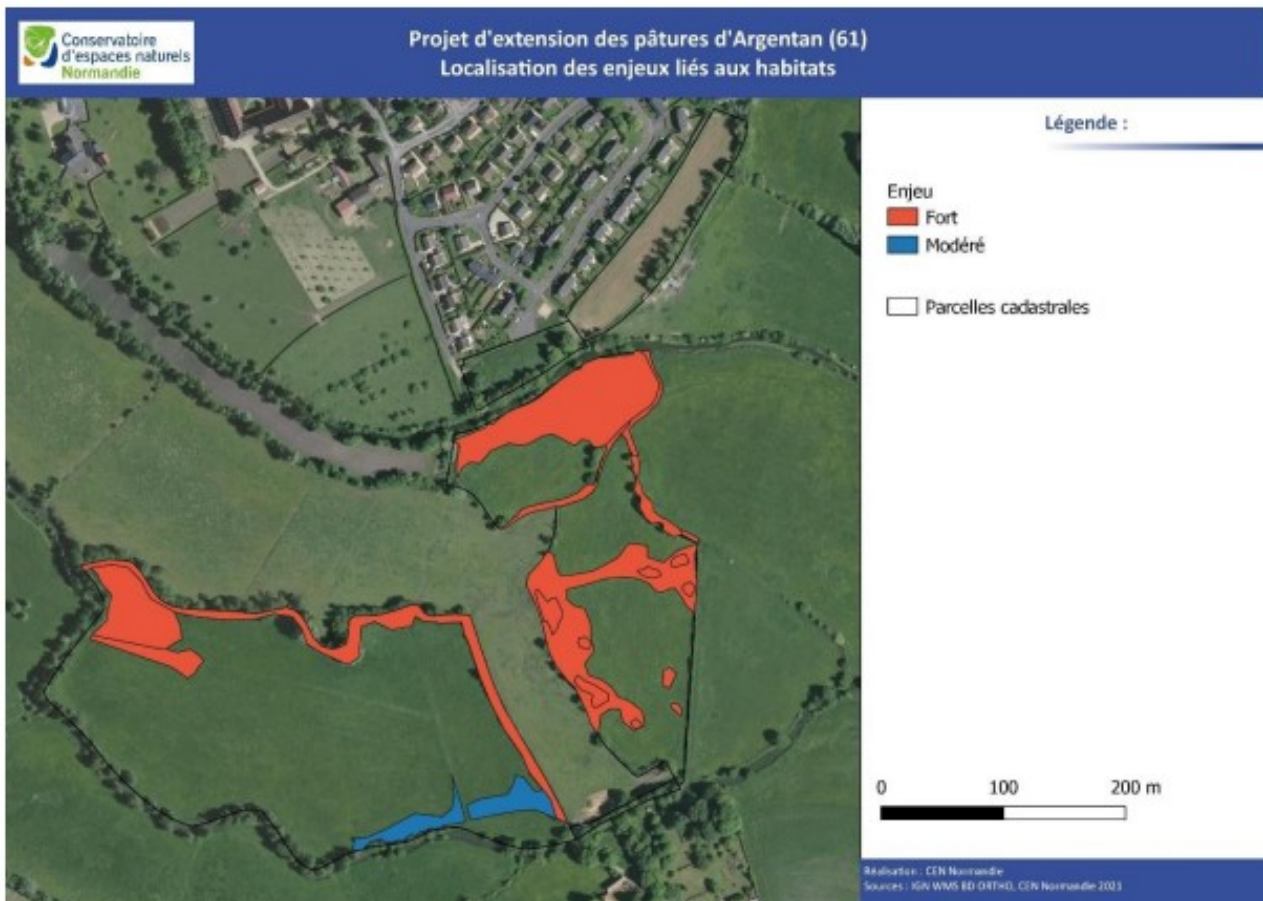 Conservatoire
d'espaces naturels
Normandie
Projet d'extension des pâtures d'Argentan (61)
Localisation des enjeux liés aux habitats
Légende :
Enjeu
Fort
Modéré
Parcelles cadastrales
0 100 200 m
Réalisation : CEN Normandie
Sources : IGN WMS BD ORTHO, CEN Normandie 2021